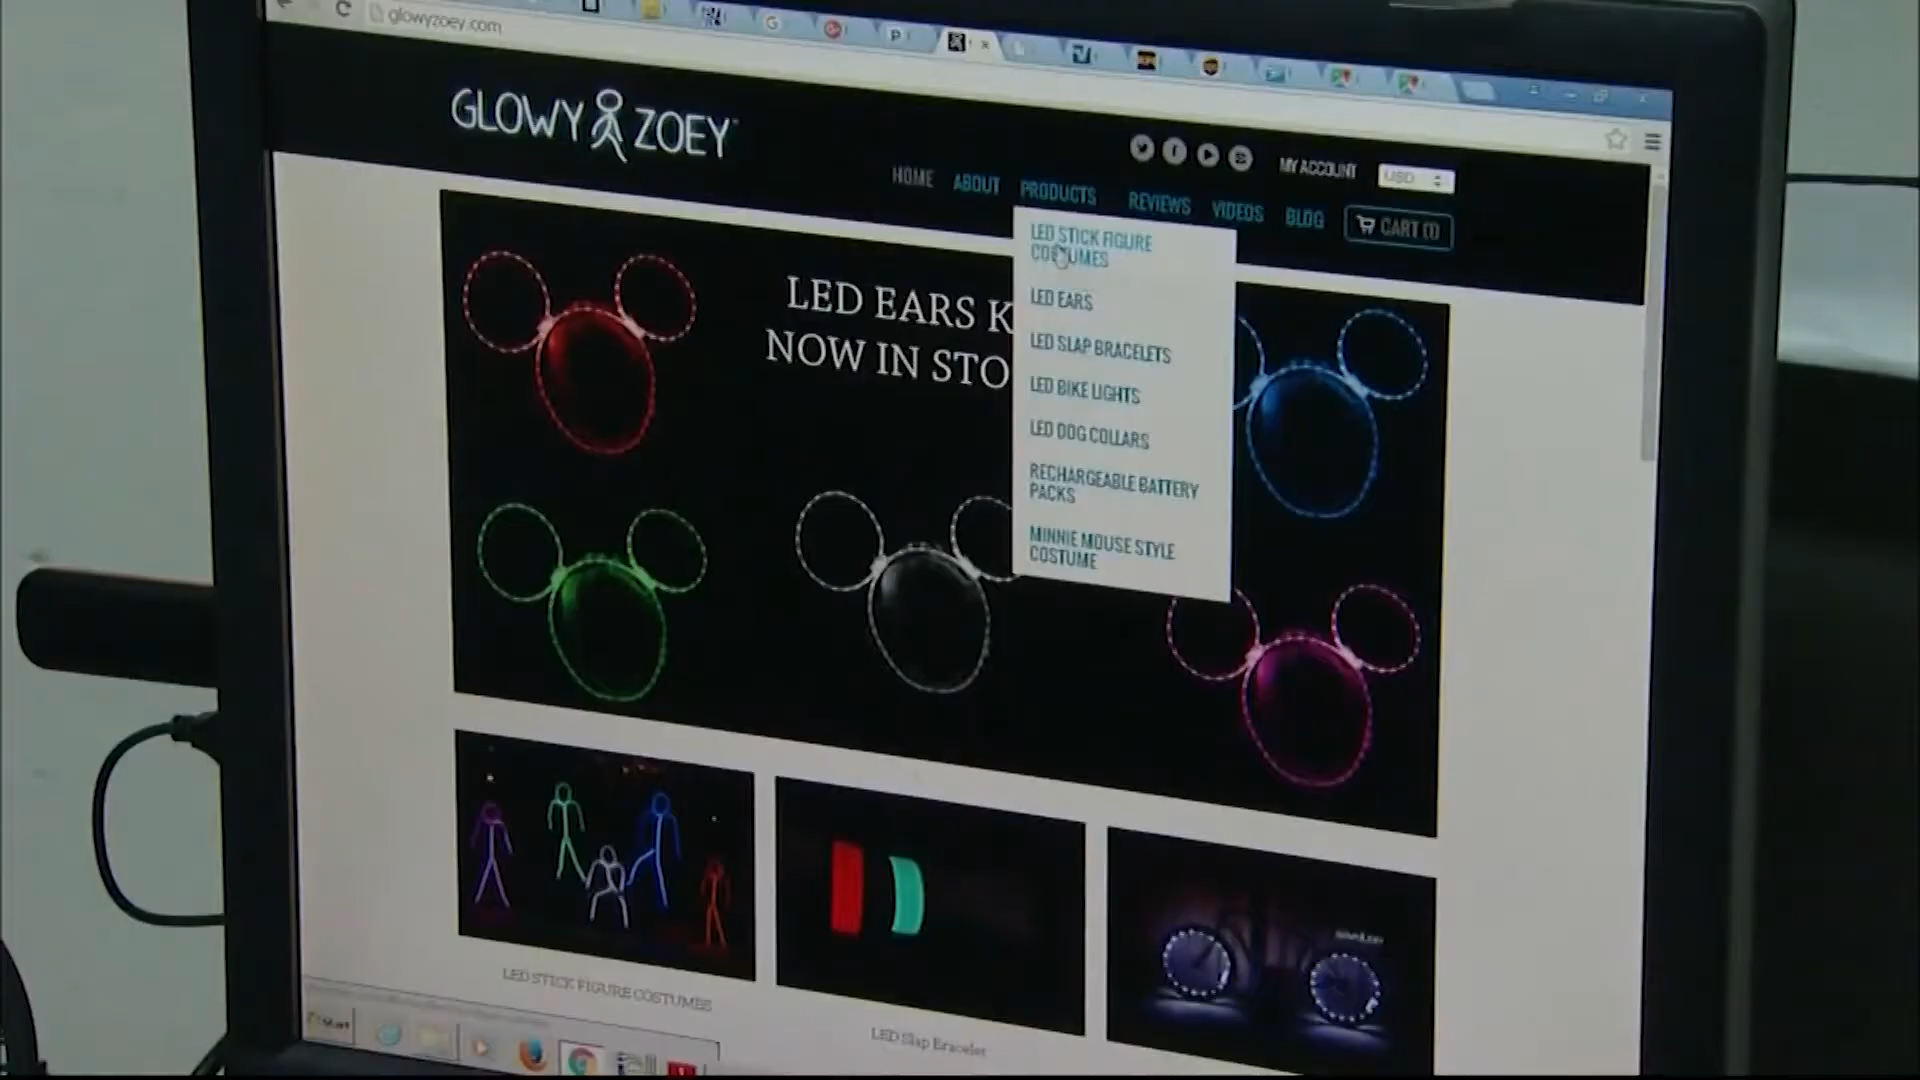 glowyzoey.com
GLOWY ZOEY
MY ACCOUNT
USD
HOME
ABOUT
PRODUCTS
REVIEWS
VIDEOS
BLOG
CART (1)
LED STICK FIGURE
COSTUMES
LED EARS
LED SLAP BRACELETS
LED BIKE LIGHTS
LED DOG COLLARS
RECHARGEABLE BATTERY
PACKS
MINNIE MOUSE STYLE
COSTUME
LED EARS K
NOW IN STO
LED STICK FIGURE COSTUMES
LED Slap Bracelet
Start